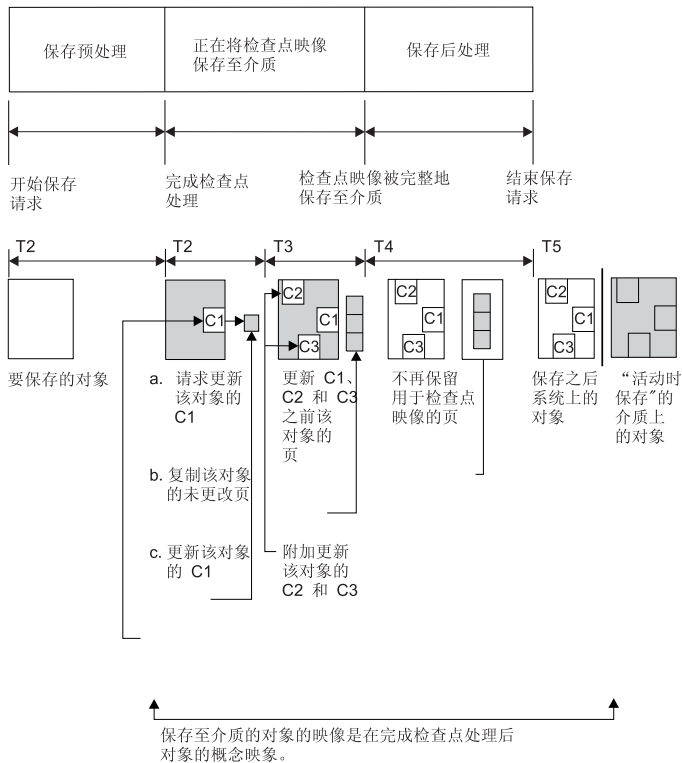 保存预处理
正在将检查点映像
保存至介质
保存后处理
开始保存
请求
完成检查点
处理
检查点映像被完整地
保存至介质
结束保存
请求
T2
T2
T3
T4
T5
C1
C2
C1
C3
C2
C1
C3
C2
C1
C3
要保存的对象
a. 请求更新
该对象的
C1
更新 C1、
C2 和 C3
之前该
对象的
页
不再保留
用于检查点
映像的页
保存之后
系统上的
对象
“活动时
保存"的
介质上
的对象
b. 复制该对象
的未更改页
c. 更新该对象
的 C1
附加更新
该对象的
C2 和 C3
保存至介质的对象的映像是在完成检查点处理后
对象的概念映象。